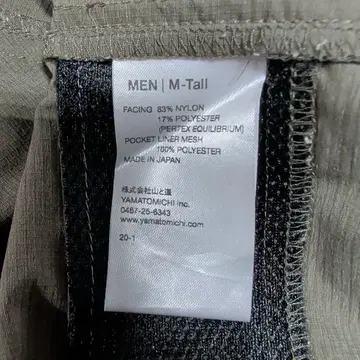 MEN | M-Tall
FACING 83% NYLON
17% POLYESTER
(PERTEX EQUILIBRIUM)
POCKET LINER MESH
100% POLYESTER
MADE IN JAPAN
株式会社山と道
YAMATOMICHI INC.
0467-25-6343
www.yamatomichi.com
20-1